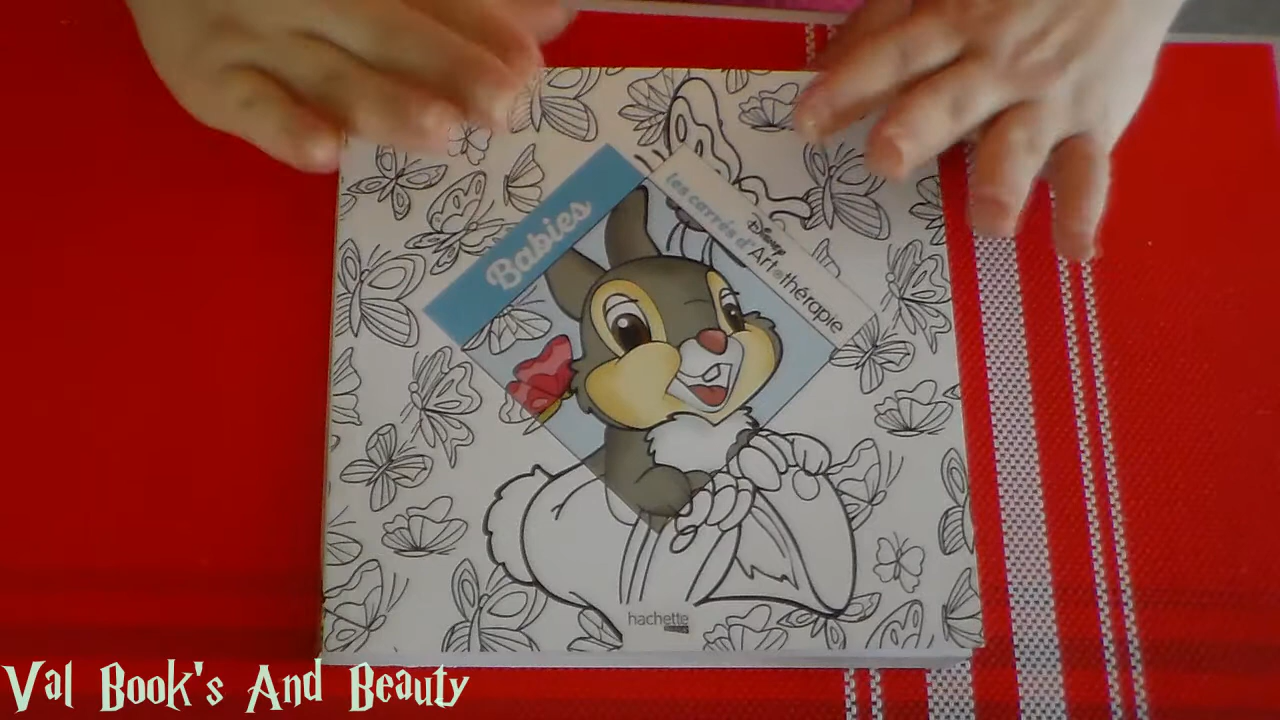 Babies
les carrés d'
Disney
Art-thérapie
hachette
Val Book's And Beauty